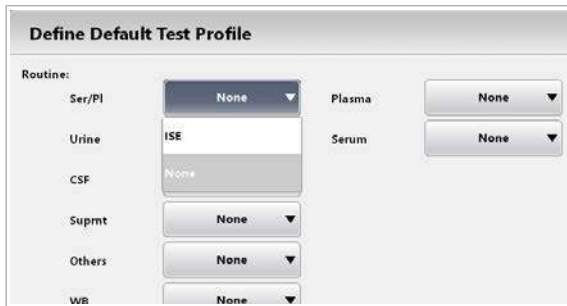 Define Default Test Profile
Routine:
Ser/Pl None Plasma None
Urine ISE Serum None
CSF None
Suprnt None
Others None
WB None